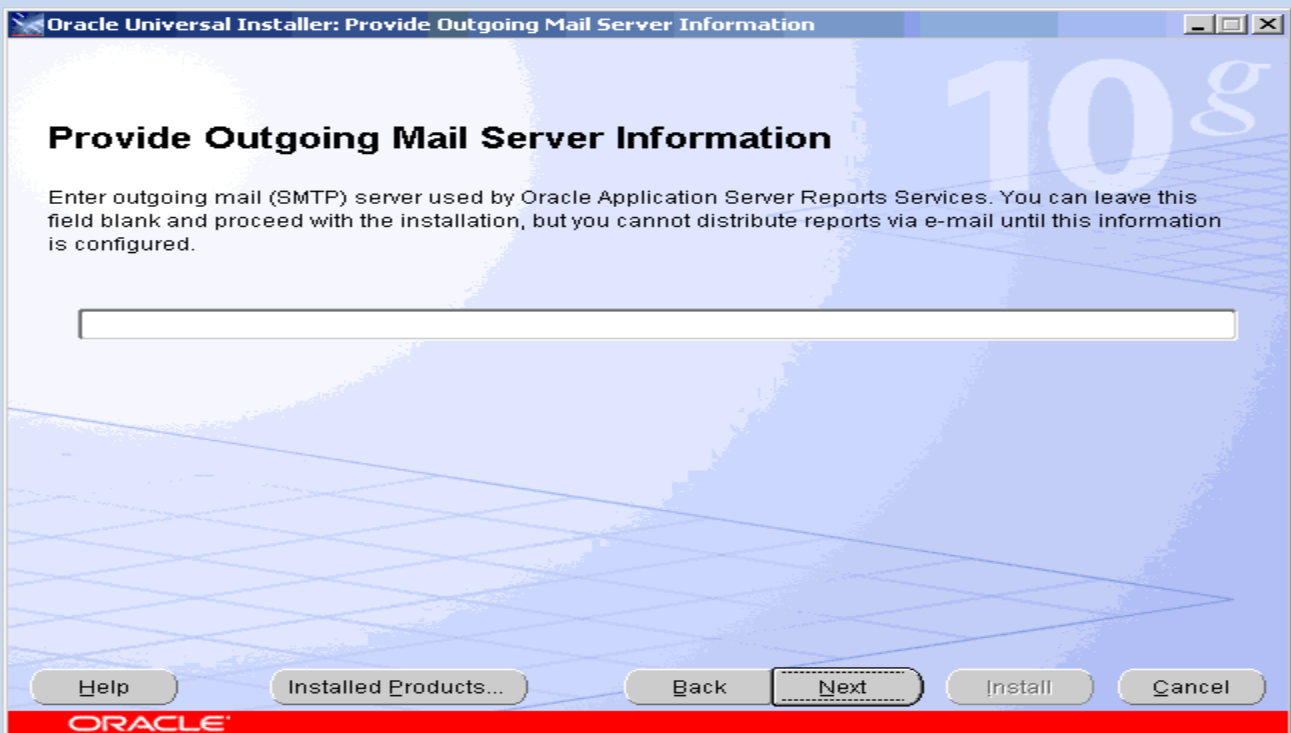 Oracle Universal Installer: Provide Outgoing Mail Server Information
10g
Provide Outgoing Mail Server Information
Enter outgoing mail (SMTP) server used by Oracle Application Server Reports Services. You can leave this
field blank and proceed with the installation, but you cannot distribute reports via e-mail until this information
is configured.
Help Installed Products... Back Next Install Cancel
ORACLE